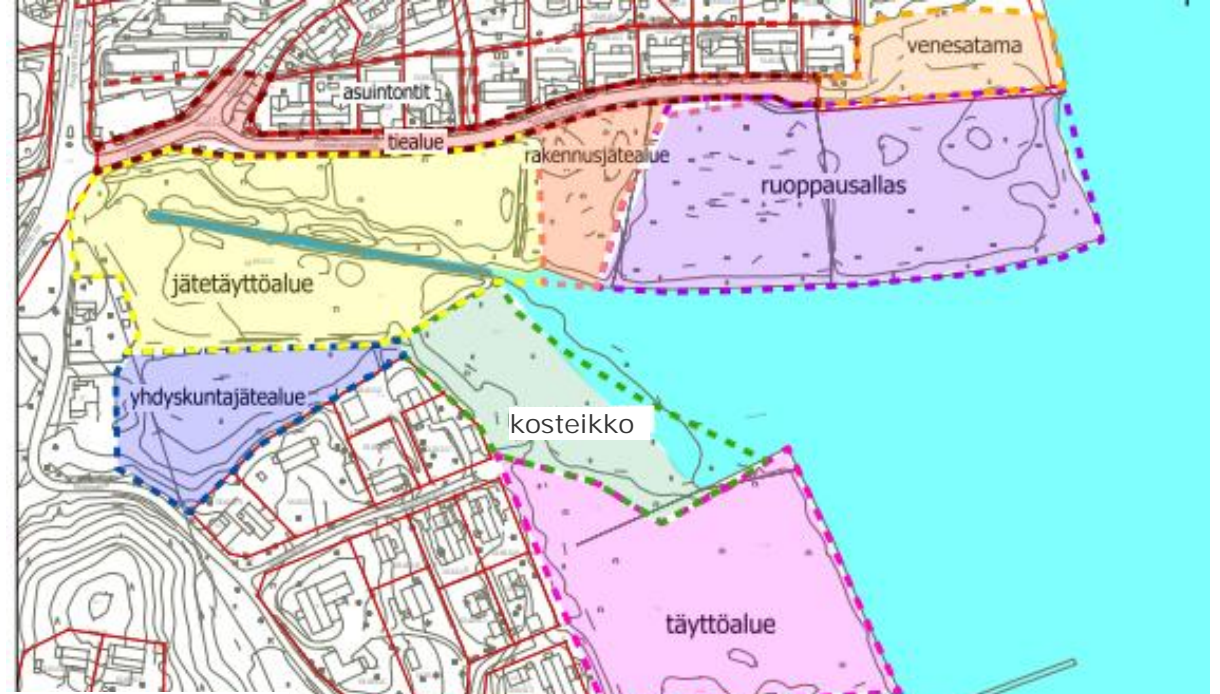 venesatama
asuintontit
tiealue
rakennusjätealue
ruoppausallas
jätetäyttöalue
yhdyskuntajätealue
kosteikko
täyttöalue